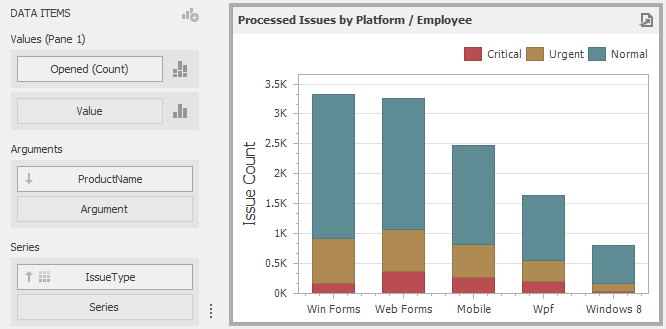 DATA ITEMS
Values (Pane 1)
Opened (Count)
Value
Arguments
ProductName
Argument
Series
IssueType
Series
Processed Issues by Platform / Employee
Critical Urgent Normal
Issue Count
3.5K
3K
2.5K
2K
1.5K
1K
0.5K
0K
Win Forms Web Forms Mobile Wpf Windows 8